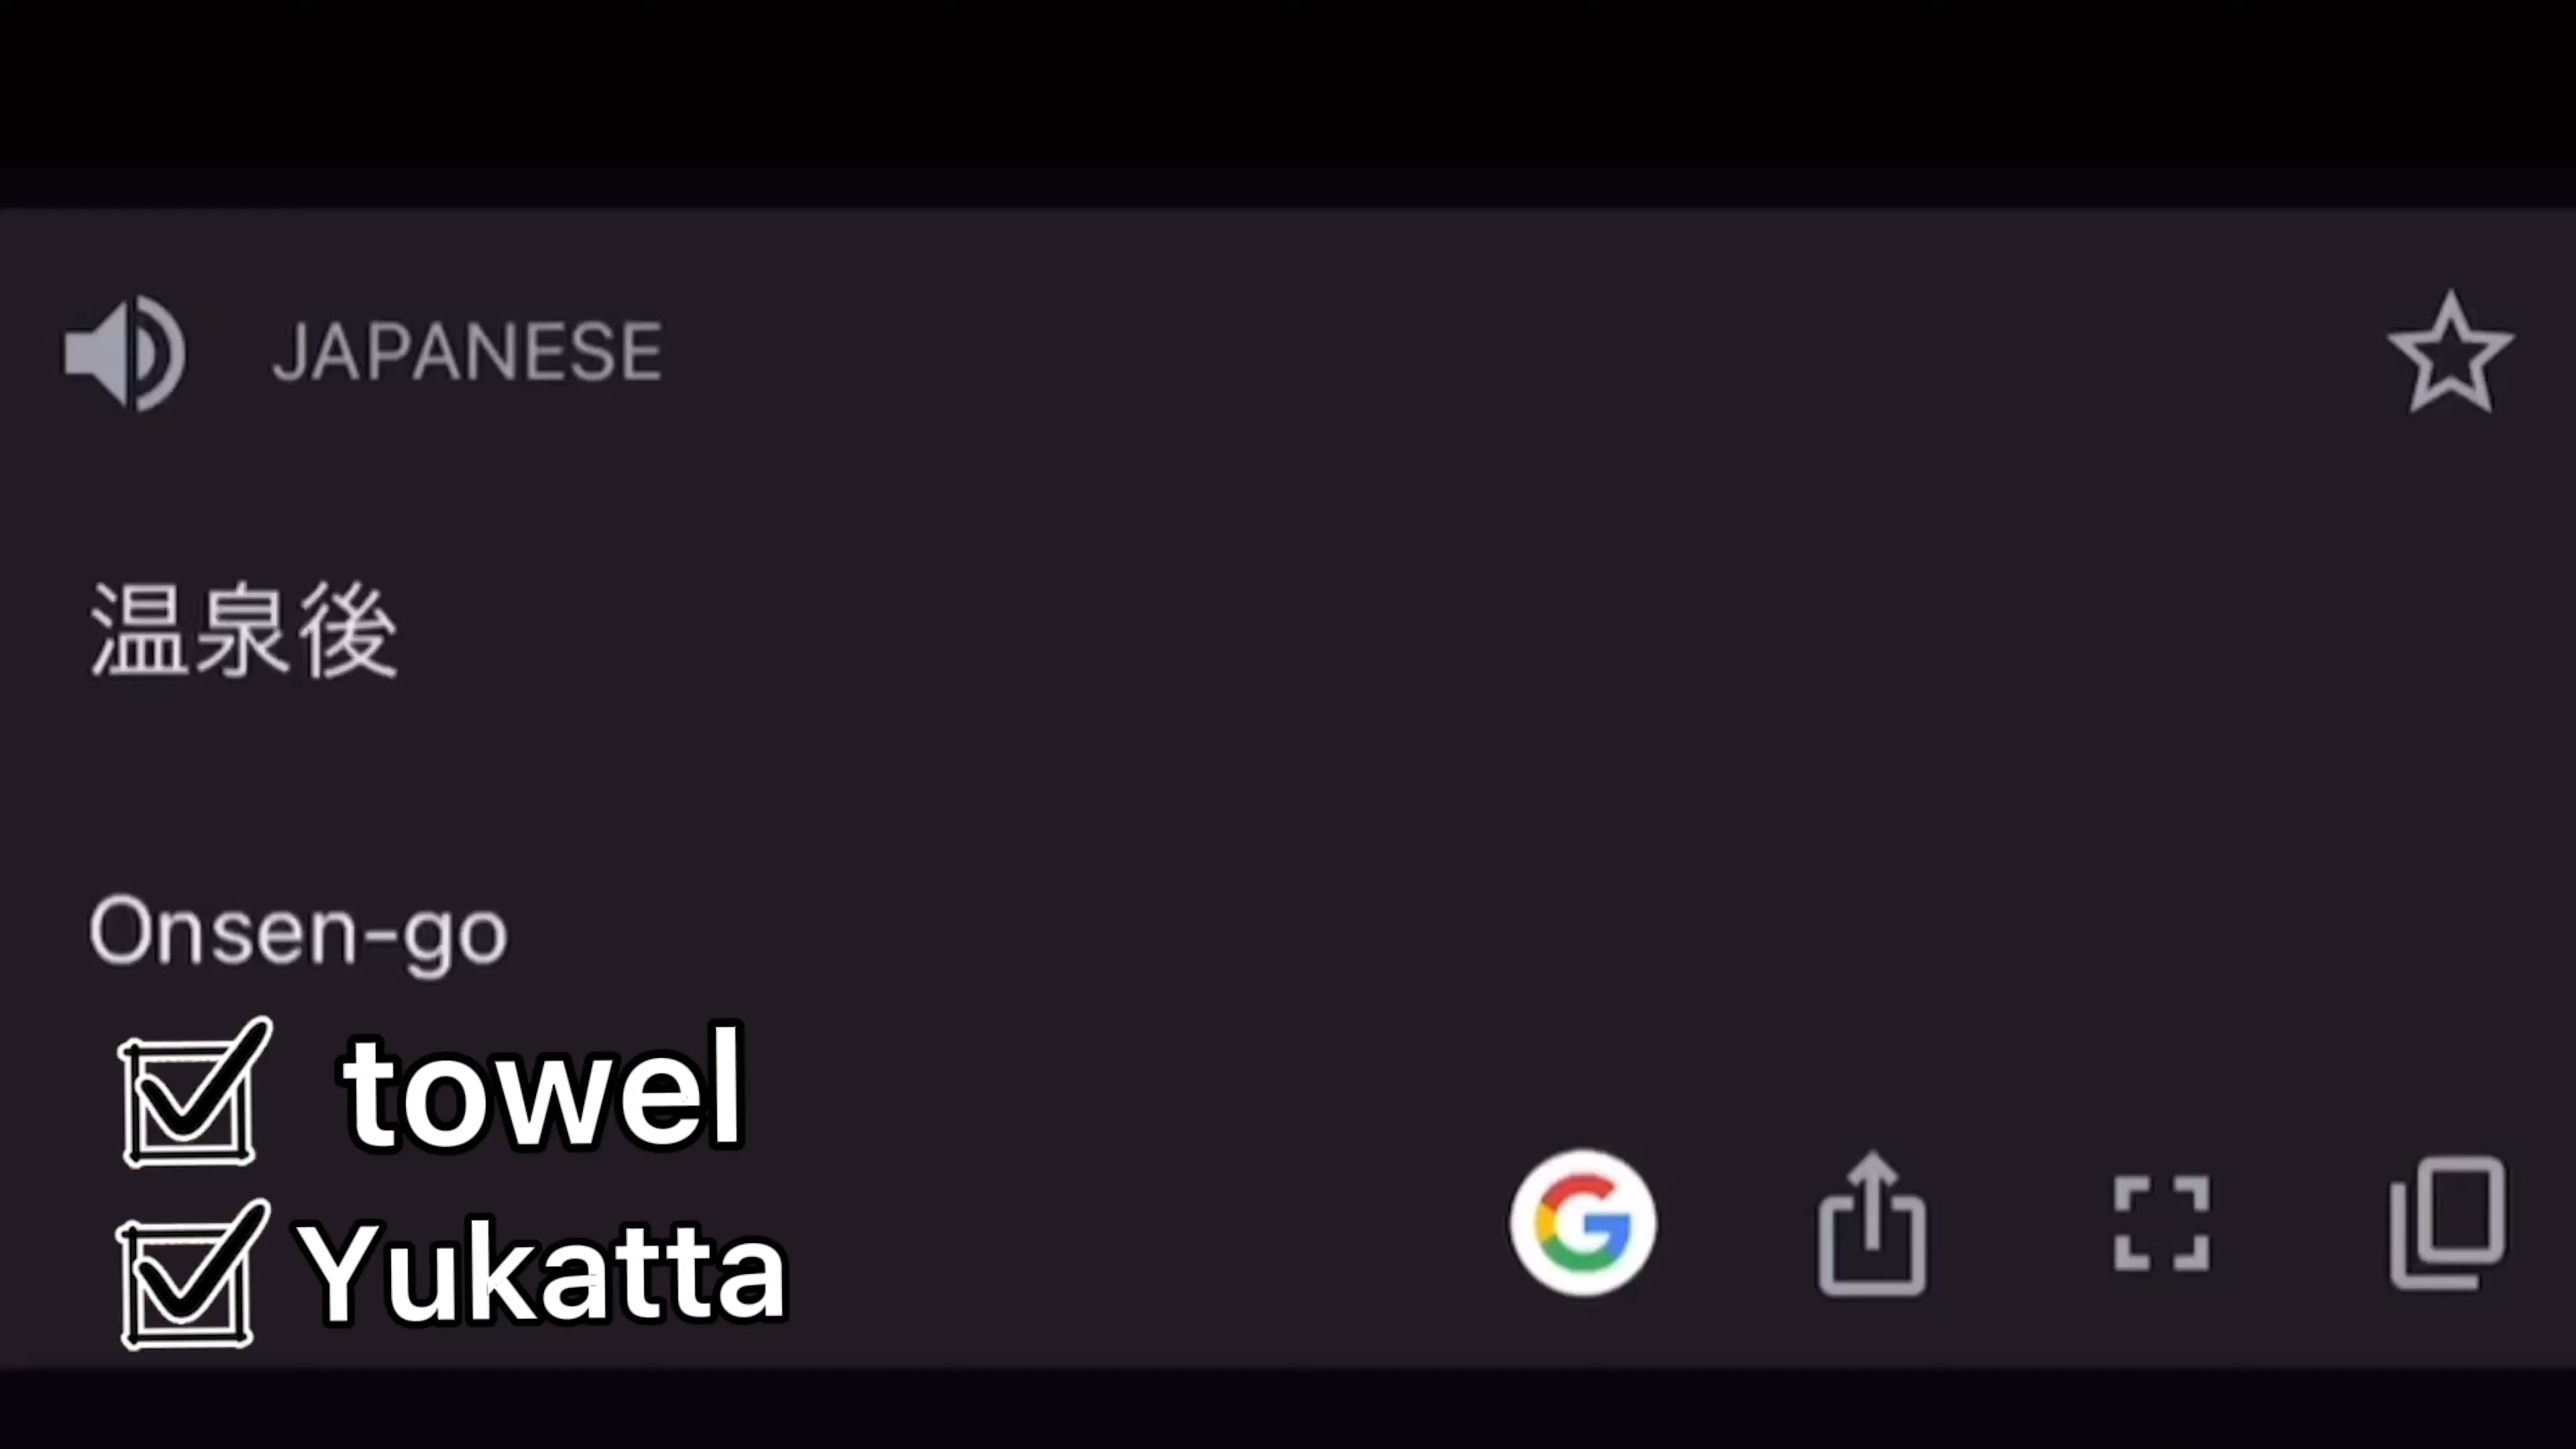 JAPANESE
温泉後
Onsen-go
towel
Yukatta